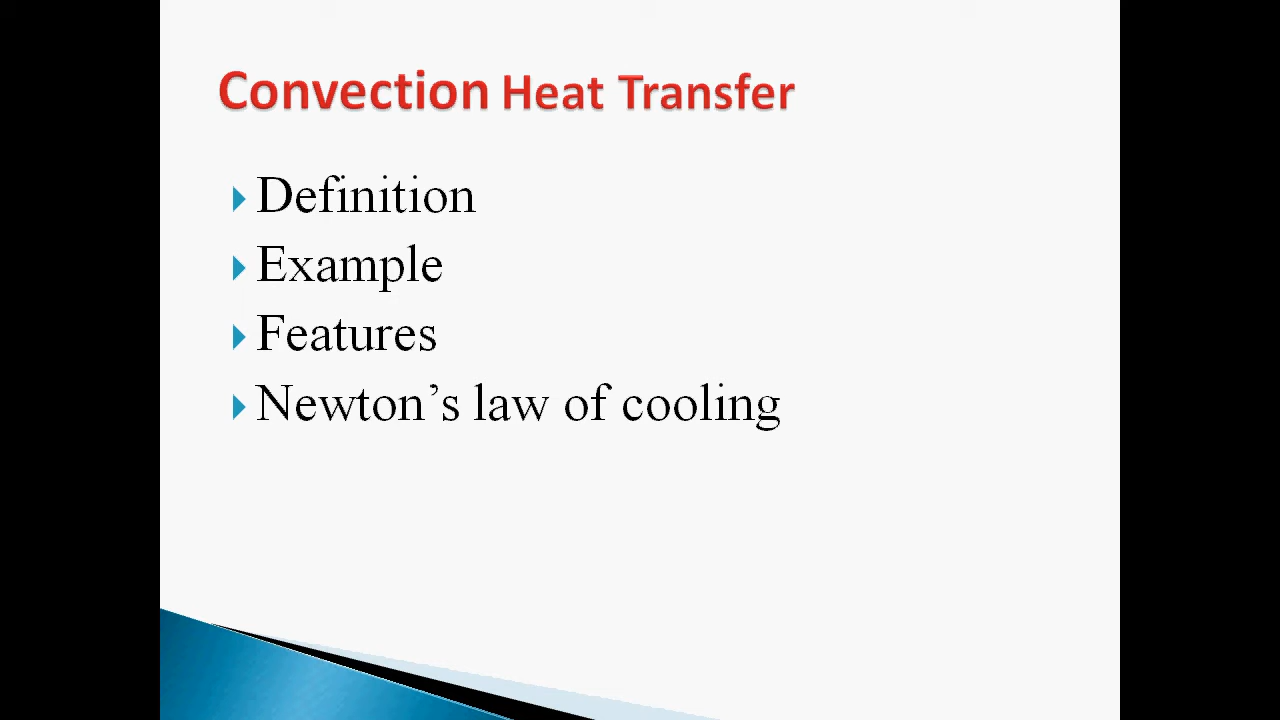 Convection Heat Transfer
Definition
Example
Features
Newton’s law of cooling